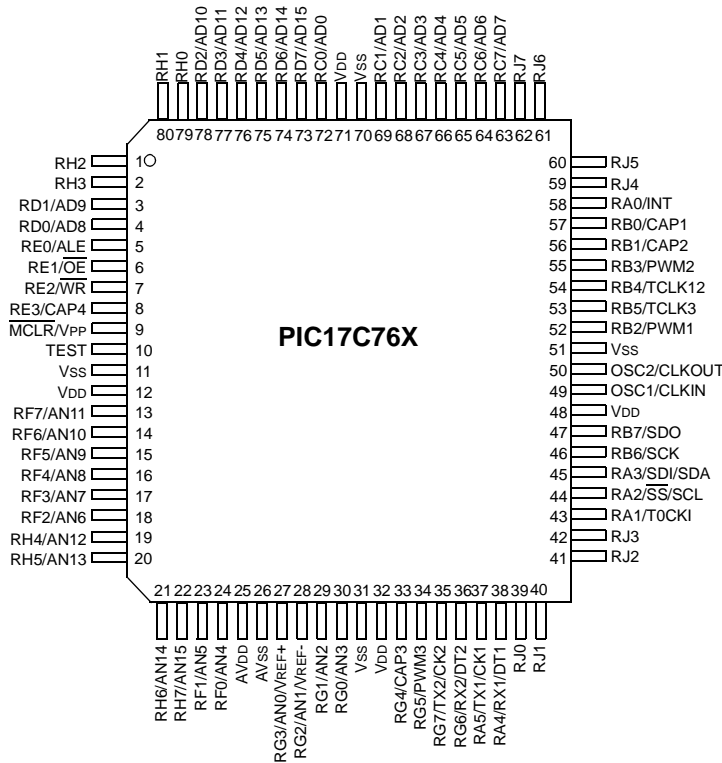 RH1
RH0
RD2/AD10
RD3/AD11
RD4/AD12
RD5/AD13
RD6/AD14
RD7/AD15
RC0/AD0
VDD
VSS
RC1/AD1
RC2/AD2
RC3/AD3
RC4/AD4
RC5/AD5
RC6/AD6
RC7/AD7
RJ7
RJ6
80 79 78 77 76 75 74 73 72 71 70 69 68 67 66 65 64 63 62 61
RH2 1
RH3 2
RD1/AD9 3
RD0/AD8 4
RE0/ALE 5
RE1/OE 6
RE2/WR 7
RE3/CAP4 8
MCLR/VPP 9
TEST 10
VSS 11
VDD 12
RF7/AN11 13
RF6/AN10 14
RF5/AN9 15
RF4/AN8 16
RF3/AN7 17
RF2/AN6 18
RH4/AN12 19
RH5/AN13 20
PIC17C76X
60 RJ5
59 RJ4
58 RA0/INT
57 RB0/CAP1
56 RB1/CAP2
55 RB3/PWM2
54 RB4/TCLK12
53 RB5/TCLK3
52 RB2/PWM1
51 VSS
50 OSC2/CLKOUT
49 OSC1/CLKIN
48 VDD
47 RB7/SDO
46 RB6/SCK
45 RA3/SDI/SDA
44 RA2/SS/SCL
43 RA1/T0CKI
42 RJ3
41 RJ2
21 22 23 24 25 26 27 28 29 30 31 32 33 34 35 36 37 38 39 40
RH6/AN14
RH7/AN15
RF1/AN5
RF0/AN4
AVDD
AVSS
RG3/AN0/VREF+
RG2/AN1/VREF-
RG1/AN2
RG0/AN3
VSS
VDD
RG4/CAP3
RG5/PWM3
RG7/TX2/CK2
RG6/RX2/DT2
RA5/TX1/CK1
RA4/RX1/DT1
RJ0
RJ1